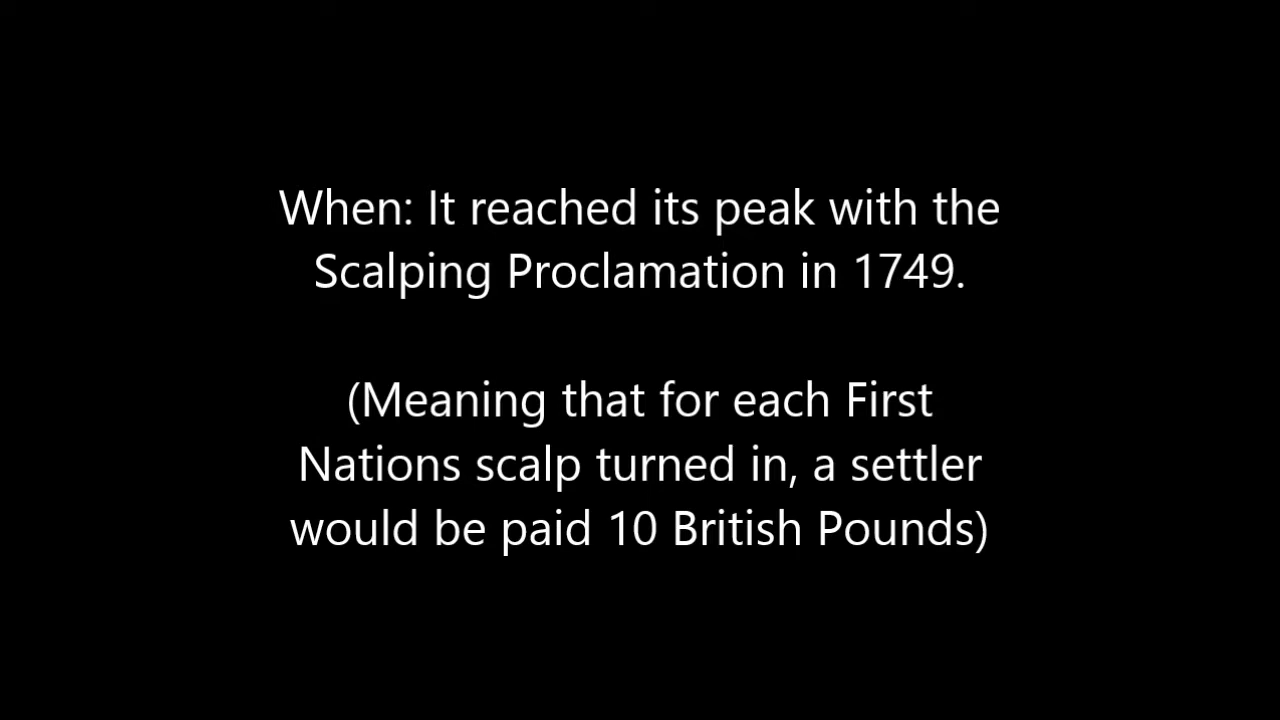 When: It reached its peak with the
Scalping Proclamation in 1749.
(Meaning that for each First
Nations scalp turned in, a settler
would be paid 10 British Pounds)